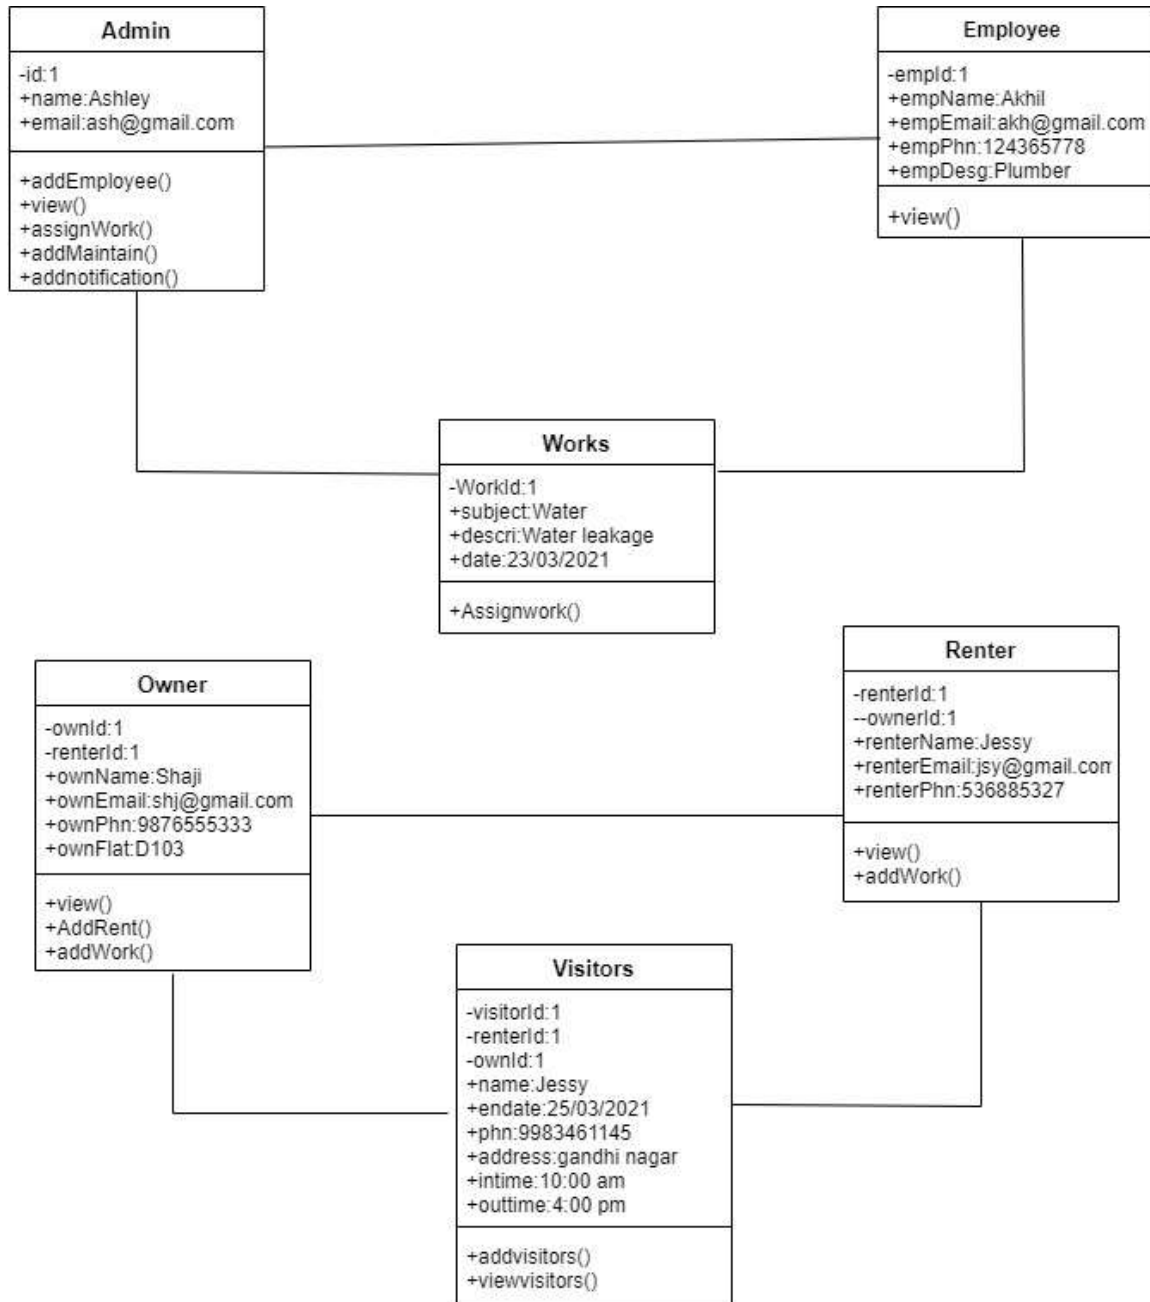 Admin
-id:1
+name:Ashley
+email:ash@gmail.com
+addEmployee()
+view()
+assignWork()
+addMaintain()
+addnotification()
Employee
-empId:1
+empName:Akhil
+empEmail:akh@gmail.com
+empPhn:124365778
+empDesg:Plumber
+view()
Works
-WorkId:1
+subject:Water
+descri:Water leakage
+date:23/03/2021
+Assignwork()
Owner
-ownId:1
-renterId:1
+ownName:Shaji
+ownEmail:shj@gmail.com
+ownPhn:9876555333
+ownFlat:D103
+view()
+AddRent()
+addWork()
Renter
-renterId:1
--ownerId:1
+renterName:Jessy
+renterEmail:jsy@gmail.com
+renterPhn:536885327
+view()
+addWork()
Visitors
-visitorId:1
-renterId:1
-ownId:1
+name:Jessy
+endate:25/03/2021
+phn:9983461145
+address:gandhi nagar
+intime:10:00 am
+outtime:4:00 pm
+addvisitors()
+viewvisitors()